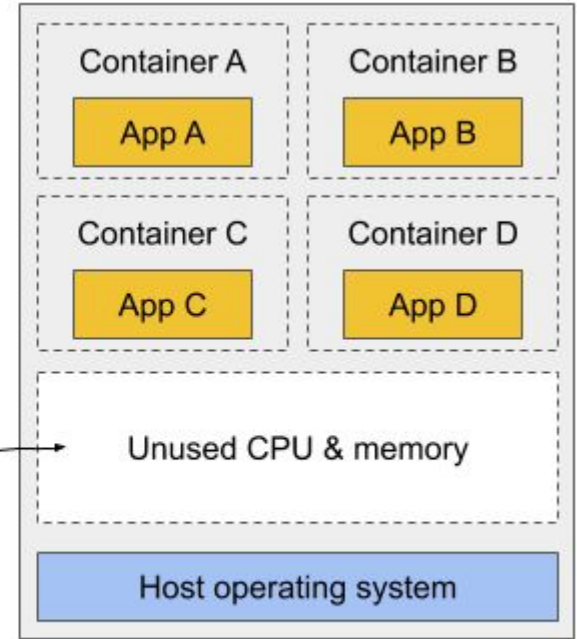 Container A
App A
Container B
App B
Container C
App C
Container D
App D
Unused CPU & memory
Host operating system